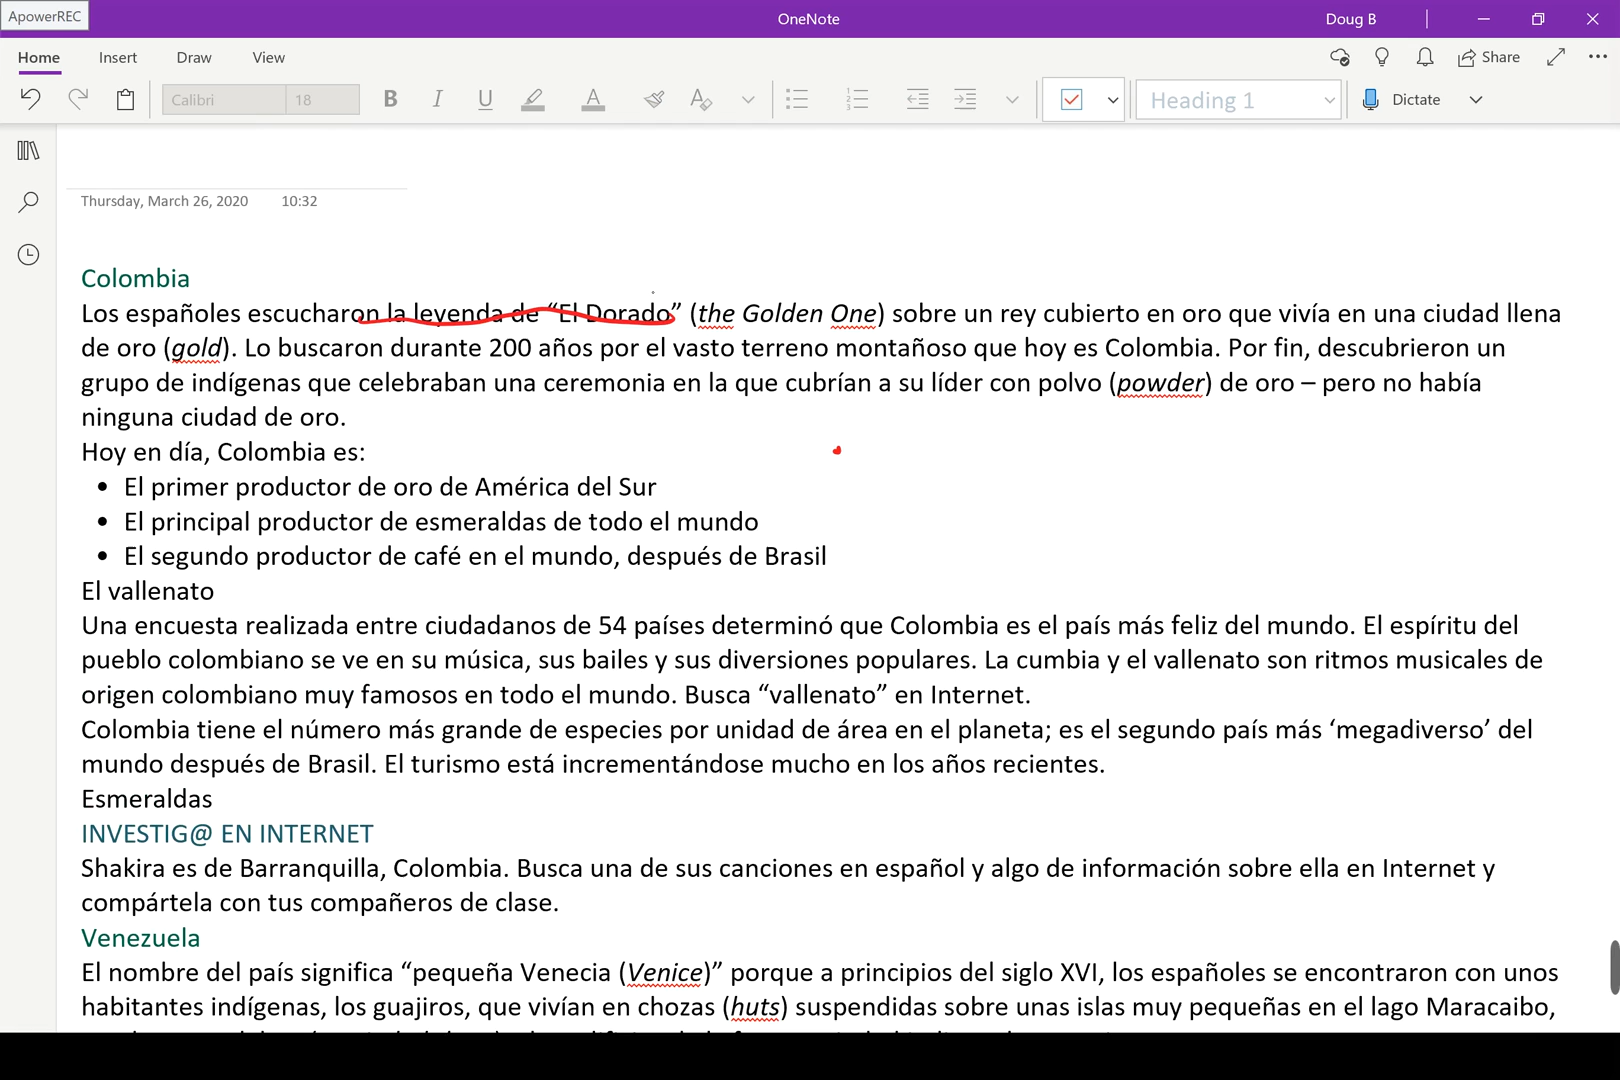 ApowerREC
OneNote
Doug B
Home Insert Draw View
Share
Calibri 18
B I U A
Heading 1
Dictate
Thursday, March 26, 2020 10:32
Colombia
Los españoles escucharon la leyenda de “El Dorado” (the Golden One) sobre un rey cubierto en oro que vivía en una ciudad llena
de oro (gold). Lo buscaron durante 200 años por el vasto terreno montañoso que hoy es Colombia. Por fin, descubrieron un
grupo de indígenas que celebraban una ceremonia en la que cubrían a su líder con polvo (powder) de oro – pero no había
ninguna ciudad de oro.
Hoy en día, Colombia es:
• El primer productor de oro de América del Sur
• El principal productor de esmeraldas de todo el mundo
• El segundo productor de café en el mundo, después de Brasil
El vallenato
Una encuesta realizada entre ciudadanos de 54 países determinó que Colombia es el país más feliz del mundo. El espíritu del
pueblo colombiano se ve en su música, sus bailes y sus diversiones populares. La cumbia y el vallenato son ritmos musicales de
origen colombiano muy famosos en todo el mundo. Busca “vallenato” en Internet.
Colombia tiene el número más grande de especies por unidad de área en el planeta; es el segundo país más ‘megadiverso’ del
mundo después de Brasil. El turismo está incrementándose mucho en los años recientes.
Esmeraldas
INVESTIG@ EN INTERNET
Shakira es de Barranquilla, Colombia. Busca una de sus canciones en español y algo de información sobre ella en Internet y
compártela con tus compañeros de clase.
Venezuela
El nombre del país significa “pequeña Venecia (Venice)” porque a principios del siglo XVI, los españoles se encontraron con unos
habitantes indígenas, los guajiros, que vivían en chozas (huts) suspendidas sobre unas islas muy pequeñas en el lago Maracaibo,